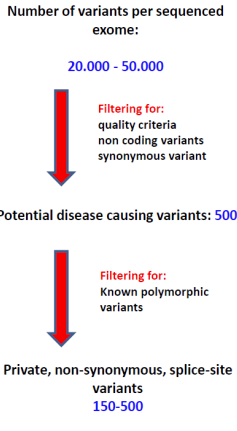 Number of variants per sequenced
exome:
20.000 - 50.000
Filtering for:
quality criteria
non coding variants
synonymous variant
Potential disease causing variants: 500
Filtering for:
Known polymorphic
variants
Private, non-synonymous, splice-site
variants
150-500